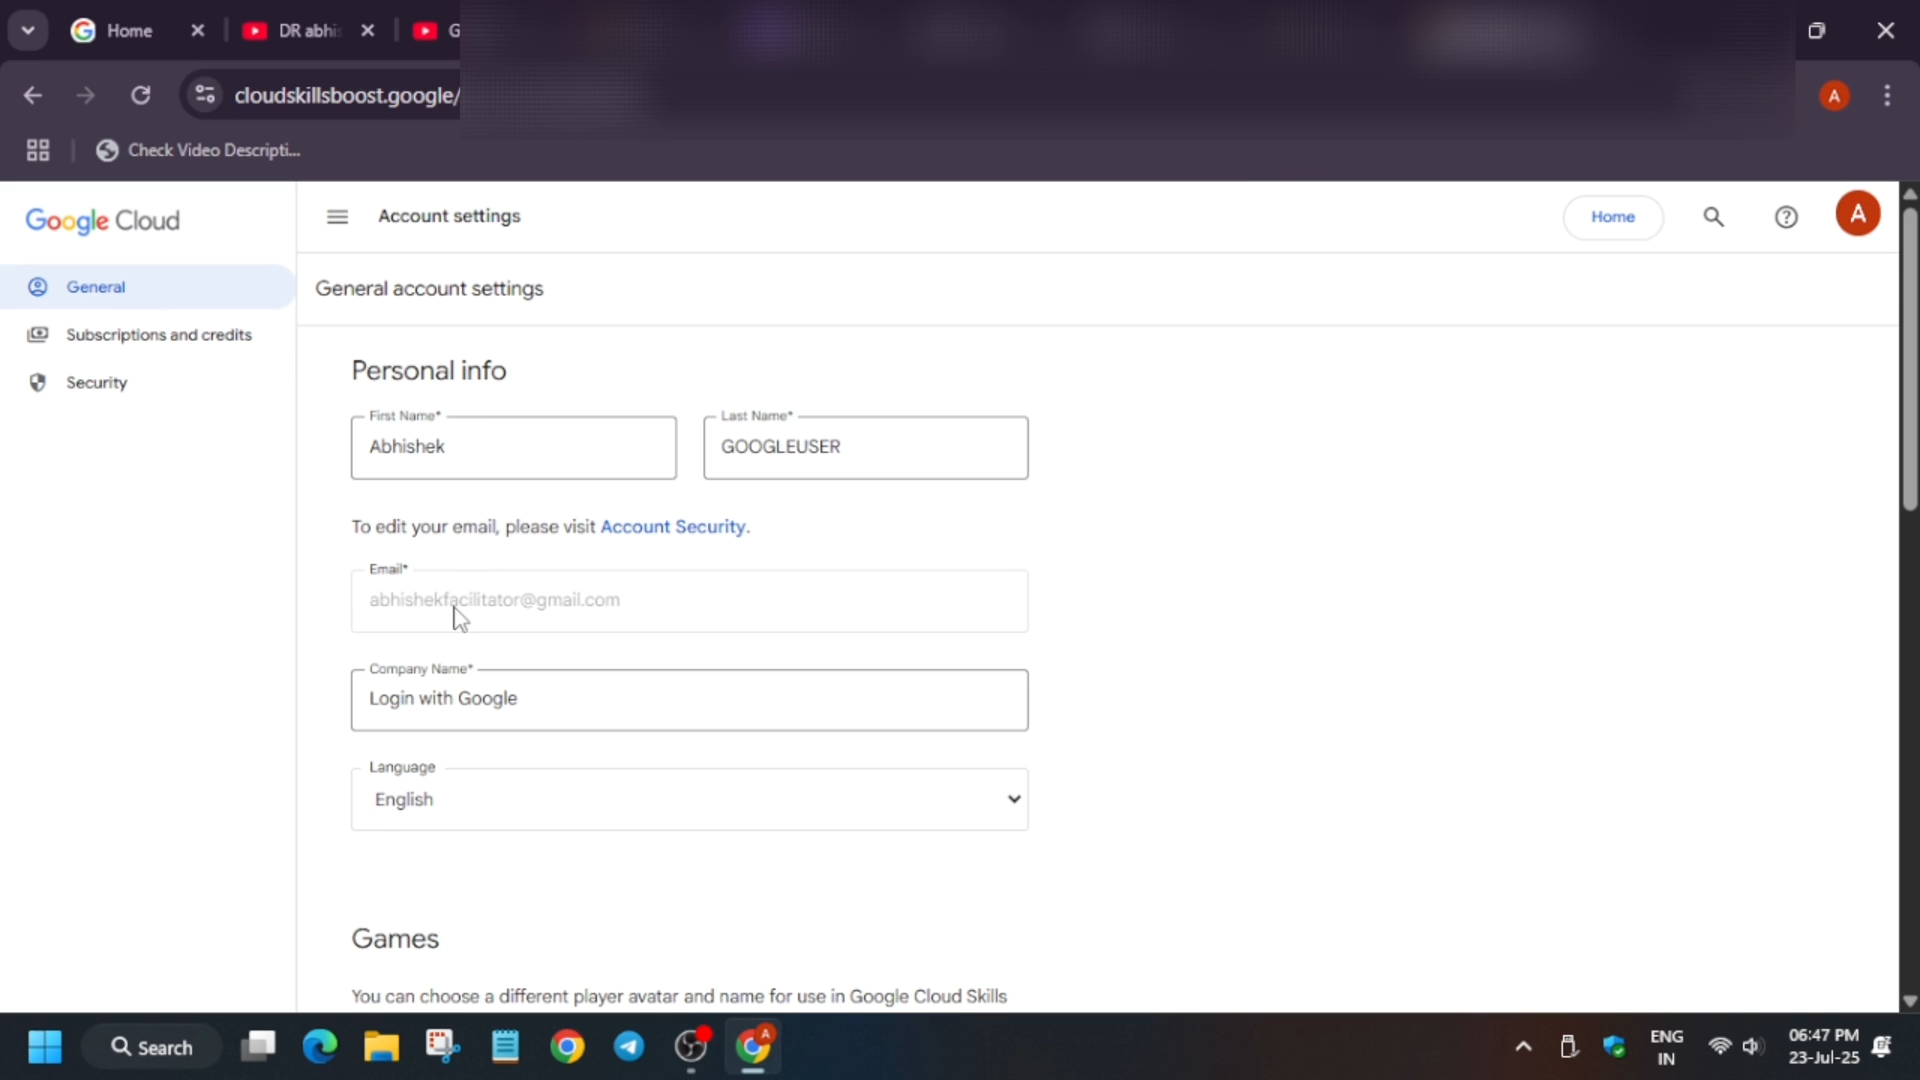 Home
DR abhi
G
cloudskillsboost.google/
A
Check Video Descripti...
Google Cloud
Account settings
Home
A
General
General account settings
Subscriptions and credits
Security
Personal info
First Name*
Abhishek
Last Name*
GOOGLEUSER
To edit your email, please visit Account Security.
Email*
abhishekfacilitator@gmail.com
Company Name*
Login with Google
Language
English
Games
You can choose a different player avatar and name for use in Google Cloud Skills
Search
A
ENG
IN
06:47 PM
23-Jul-25